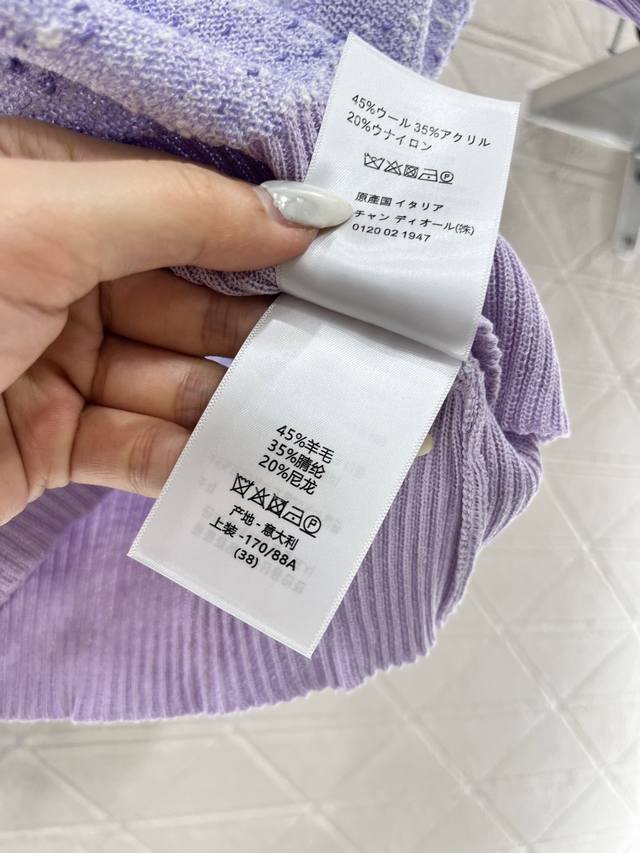 45%ウール 35%アクリル
20%ウナイロン
原産国 イタリア
チャン ディオール(株)
0120 02 1947
45%羊毛
35%腈纶
20%尼龙
产地-意大利
上装-170/88A
(38)